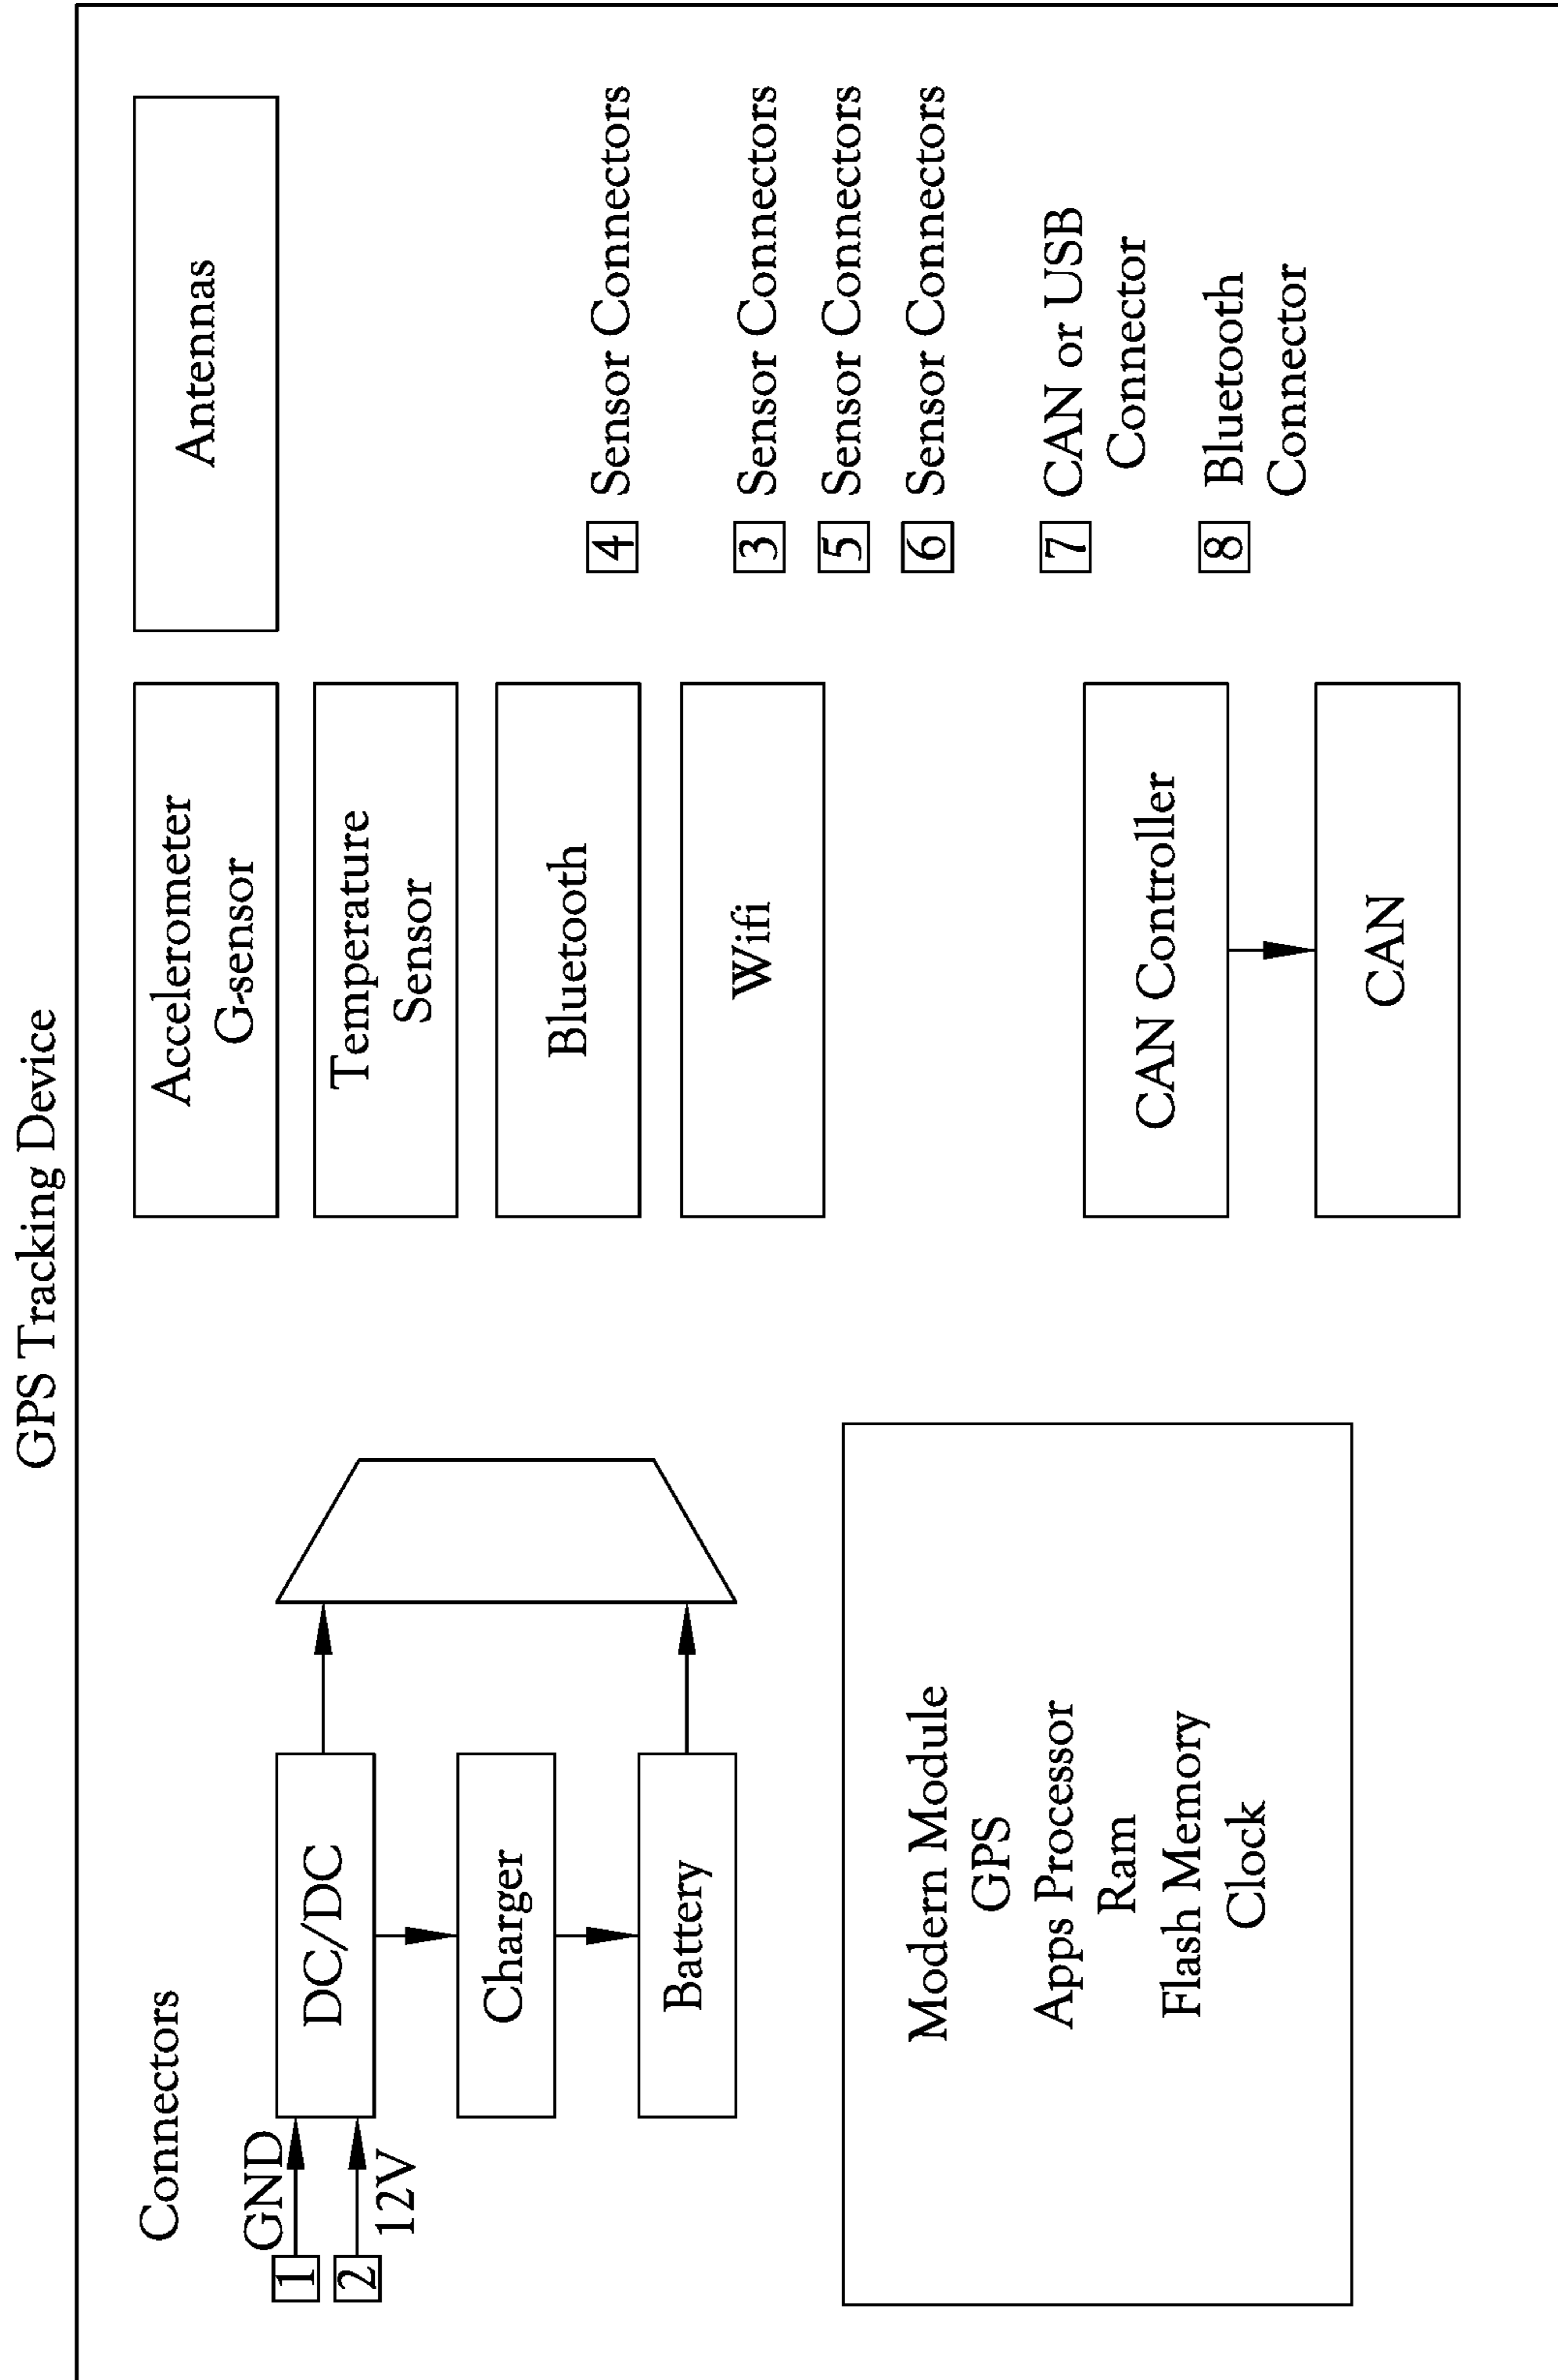 GPS Tracking Device
Connectors
1
GND
2
12V
DC/DC
Charger
Battery
Modern Module
GPS
Apps Processor
Ram
Flash Memory
Clock
Accelerometer
G-sensor
Temperature
Sensor
Bluetooth
Wifi
CAN Controller
CAN
Antennas
4 Sensor Connectors
3 Sensor Connectors
5 Sensor Connectors
6 Sensor Connectors
7 CAN or USB
Connector
8 Bluetooth
Connector